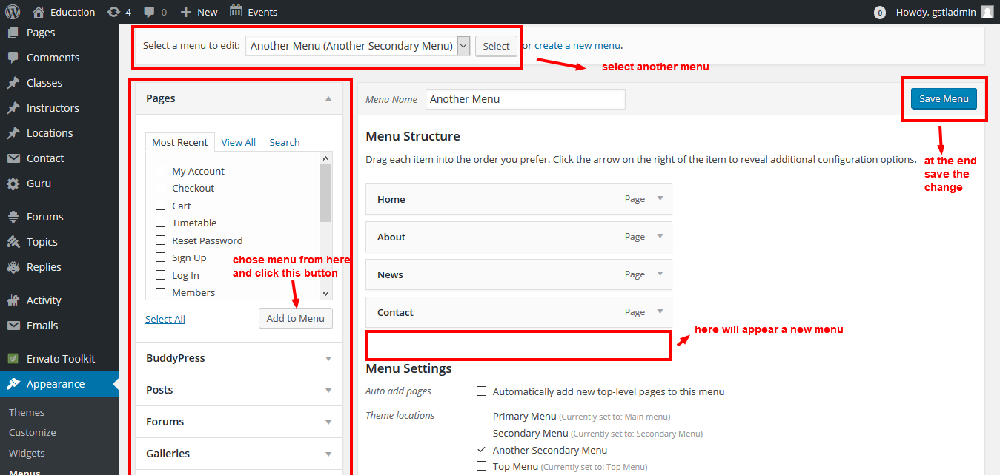 Education 4 0 New Events 0 Howdy, gstladmin
Pages
Comments
Classes
Instructors
Locations
Contact
Guru
Forums
Topics
Replies
Activity
Emails
Envato Toolkit
Appearance
Themes
Customize
Widgets
Menus
Select a menu to edit: Another Menu (Another Secondary Menu) Select or create a new menu.
select another menu
Pages
Most Recent View All Search
My Account
Checkout
Cart
Timetable
Reset Password
Sign Up
Log In
Members
chose menu from here
and click this button
Select All Add to Menu
BuddyPress
Posts
Forums
Galleries
Menu Name Another Menu Save Menu
at the end
save the
change
Menu Structure
Drag each item into the order you prefer. Click the arrow on the right of the item to reveal additional configuration options.
Home Page
About Page
News Page
Contact Page
here will appear a new menu
Menu Settings
Auto add pages Automatically add new top-level pages to this menu
Theme locations Primary Menu (Currently set to: Main menu)
Secondary Menu (Currently set to: Secondary Menu)
Another Secondary Menu
Top Menu (Currently set to: Top Menu)